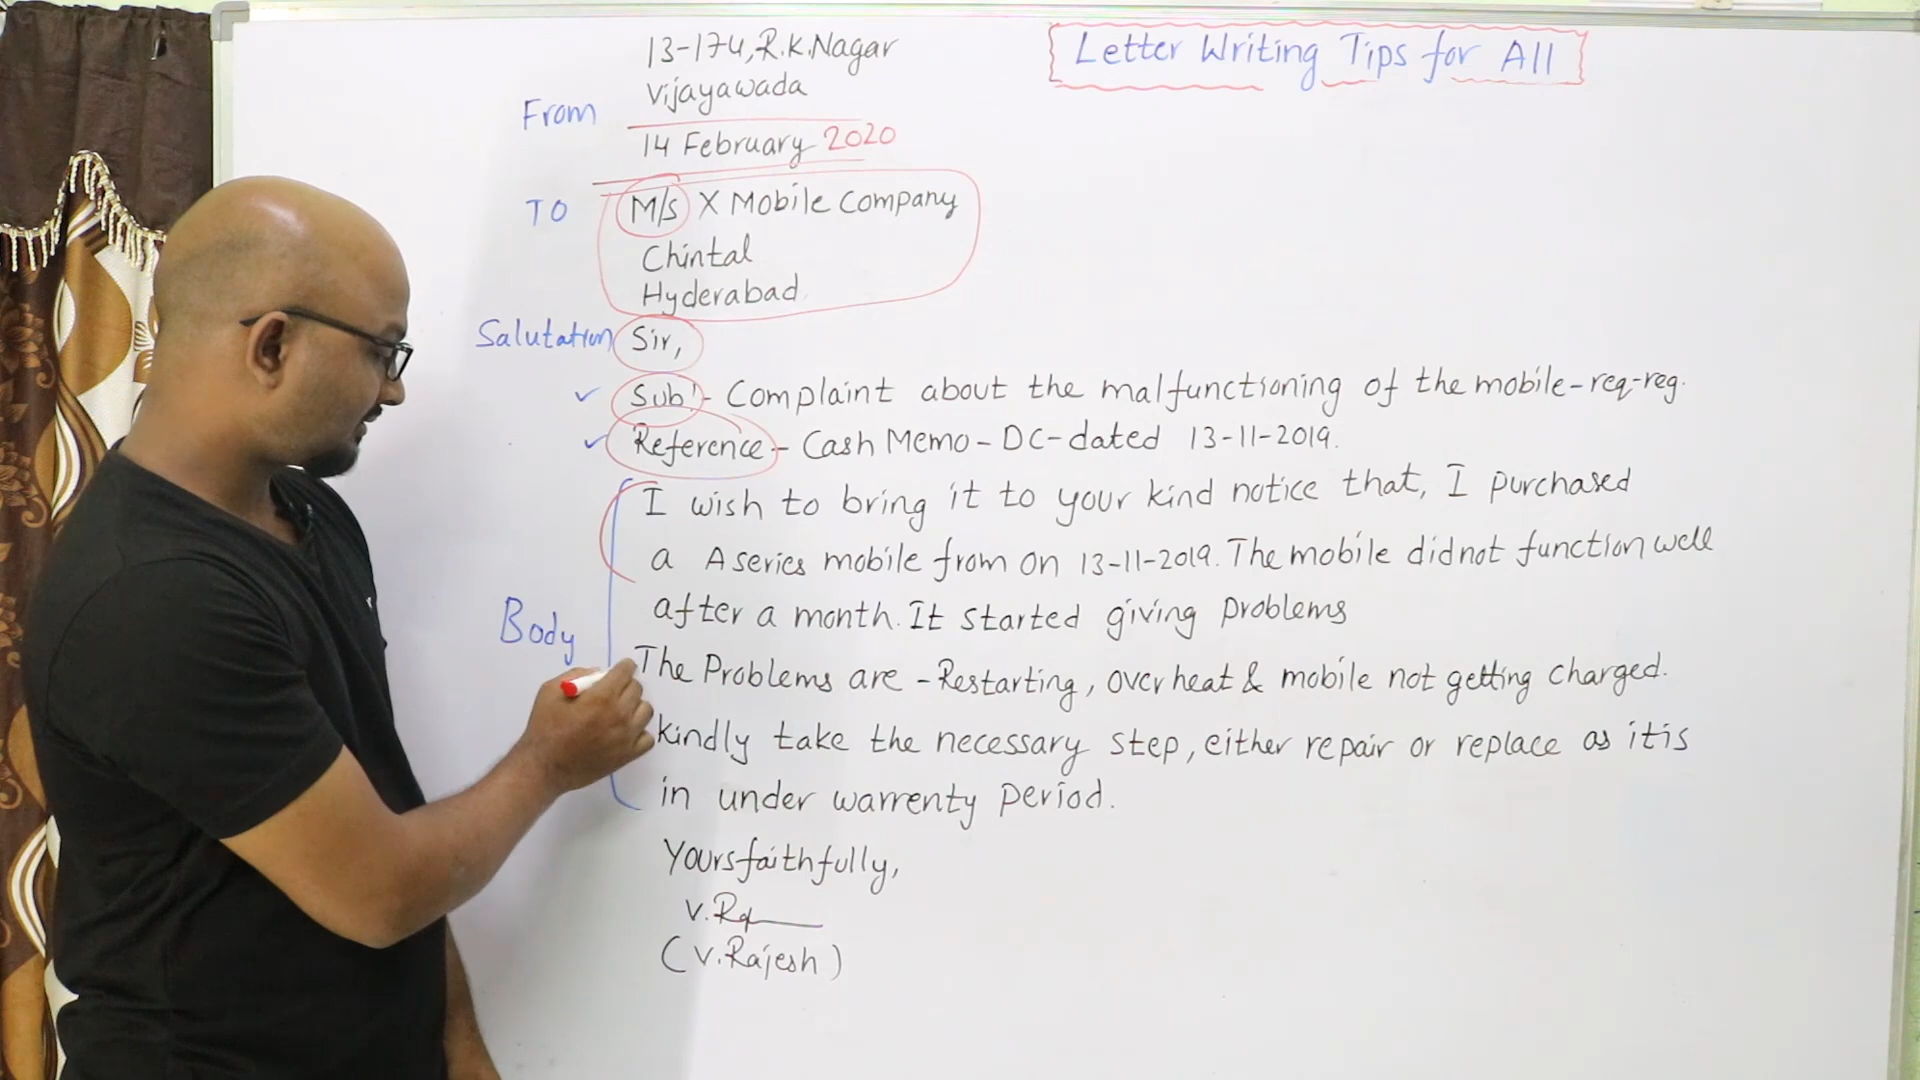 Letter Writing Tips for All
From
13-174, R.K.Nagar
Vijayawada
14 February 2020
TO
M/s X Mobile Company
Chintal
Hyderabad
Salutation Sir,
Sub:- Complaint about the malfunctioning of the mobile-req-reg.
Reference:- Cash Memo-DC-dated 13-11-2019.
Body
I wish to bring it to your kind notice that, I purchased
a A series mobile from on 13-11-2019. The mobile did not function well
after a month. It started giving problems
The Problems are - Restarting, over heat & mobile not getting charged.
kindly take the necessary step, either repair or replace as it is
in under warrenty period.
Yours faithfully,
(V.Rajesh)